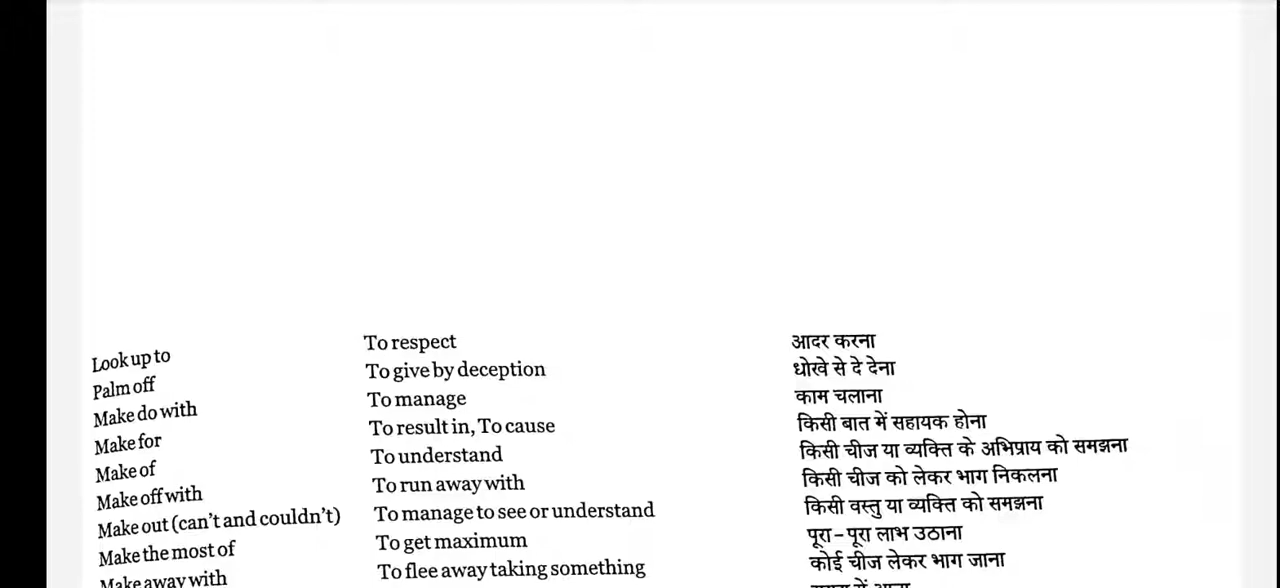 Look up to To respect आदर करना
Palm off To give by deception धोखे से दे देना
Make do with To manage काम चलाना
Make for To result in, To cause किसी बात में सहायक होना
Make of To understand किसी चीज या व्यक्ति के अभिप्राय को समझना
Make off with To run away with किसी चीज को लेकर भाग निकलना
Make out (can't and couldn't) To manage to see or understand किसी वस्तु या व्यक्ति को समझना
Make the most of To get maximum पूरा-पूरा लाभ उठाना
Make away with To flee away taking something कोई चीज लेकर भाग जाना